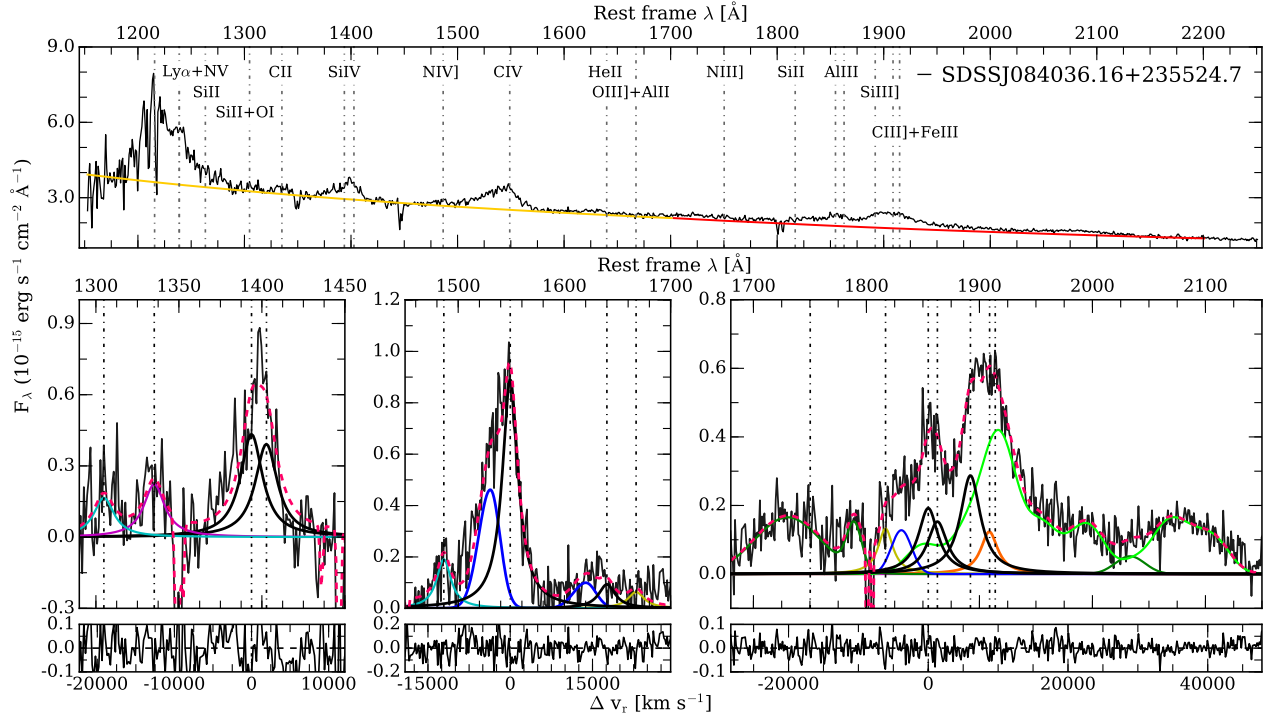 Rest frame λ [Å]
1200 1300 1400 1500 1600 1700 1800 1900 2000 2100 2200
9.0
6.0
3.0
Lyα+NV CII SiIV NIV] CIV HeII NIII] SiII AlIII
SiII OIII]+AlII SiIII]
SiII+OI
CIII]+FeIII
− SDSSJ084036.16+235524.7
F_λ (10⁻¹⁵ erg s⁻¹ cm⁻² Å⁻¹)
Rest frame λ [Å]
1300 1350 1400 1450
0.9
0.6
0.3
0.0
-0.3
0.1
0.0
-0.1
-20000 -10000 0 10000
1500 1600 1700
1.2
1.0
0.8
0.6
0.4
0.2
0.0
0.2
0.0
-0.2
-15000 0 15000
1700 1800 1900 2000 2100
0.8
0.6
0.4
0.2
0.0
0.1
0.0
-0.1
-20000 0 20000 40000
Δ v_r [km s⁻¹]